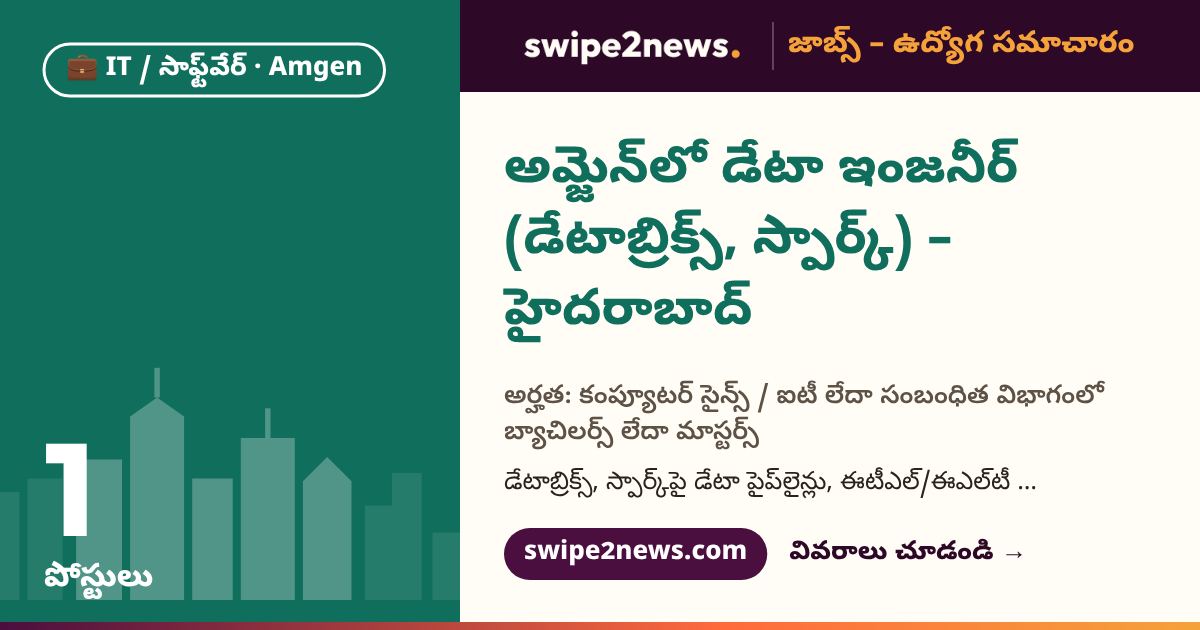 💼 IT / సాఫ్ట్‌వేర్ · Amgen
swipe2news.
జాబ్స్ – ఉద్యోగ సమాచారం
అమ్జెన్‌లో డేటా ఇంజనీర్
(డేటాబ్రిక్స్, స్పార్క్) –
హైదరాబాద్
అర్హత: కంప్యూటర్ సైన్స్ / ఐటీ లేదా సంబంధిత విభాగంలో
బ్యాచిలర్స్ లేదా మాస్టర్స్
డేటాబ్రిక్స్, స్పార్క్‌పై డేటా పైప్‌లైన్లు, ఈటీఎల్/ఈఎల్‌టీ ...
1
పోస్టులు
swipe2news.com
వివరాలు చూడండి →